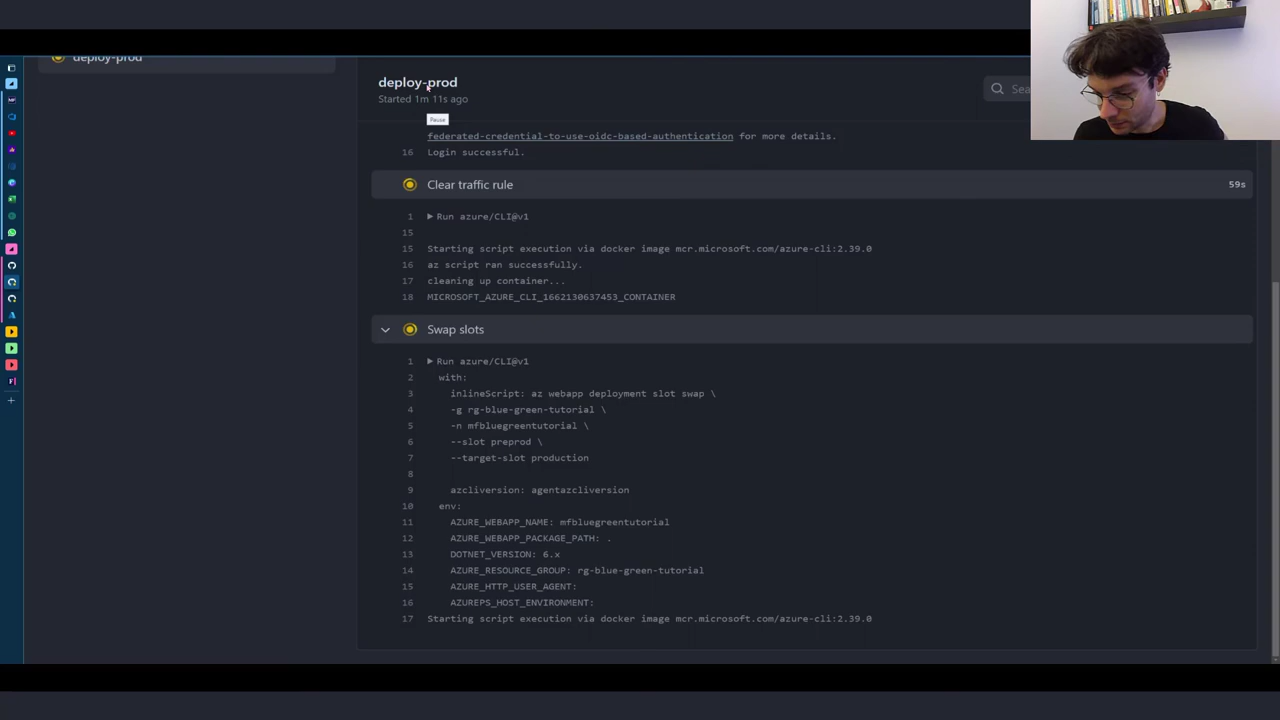 deploy-prod
deploy-prod
Started 1m 11s ago
Sea
Pause
federated-credential-to-use-oidc-based-authentication for more details.
16 Login successful.
Clear traffic rule 59s
1 Run azure/CLI@v1
15
15 Starting script execution via docker image mcr.microsoft.com/azure-cli:2.39.0
16 az script ran successfully.
17 cleaning up container...
18 MICROSOFT_AZURE_CLI_1662130637453_CONTAINER
Swap slots
1 Run azure/CLI@v1
2 with:
3 inlineScript: az webapp deployment slot swap \
4 -g rg-blue-green-tutorial \
5 -n mfbluegreentutorial \
6 --slot preprod \
7 --target-slot production
8
9 azcliversion: agentazcliversion
10 env:
11 AZURE_WEBAPP_NAME: mfbluegreentutorial
12 AZURE_WEBAPP_PACKAGE_PATH: .
13 DOTNET_VERSION: 6.x
14 AZURE_RESOURCE_GROUP: rg-blue-green-tutorial
15 AZURE_HTTP_USER_AGENT:
16 AZUREPS_HOST_ENVIRONMENT:
17 Starting script execution via docker image mcr.microsoft.com/azure-cli:2.39.0